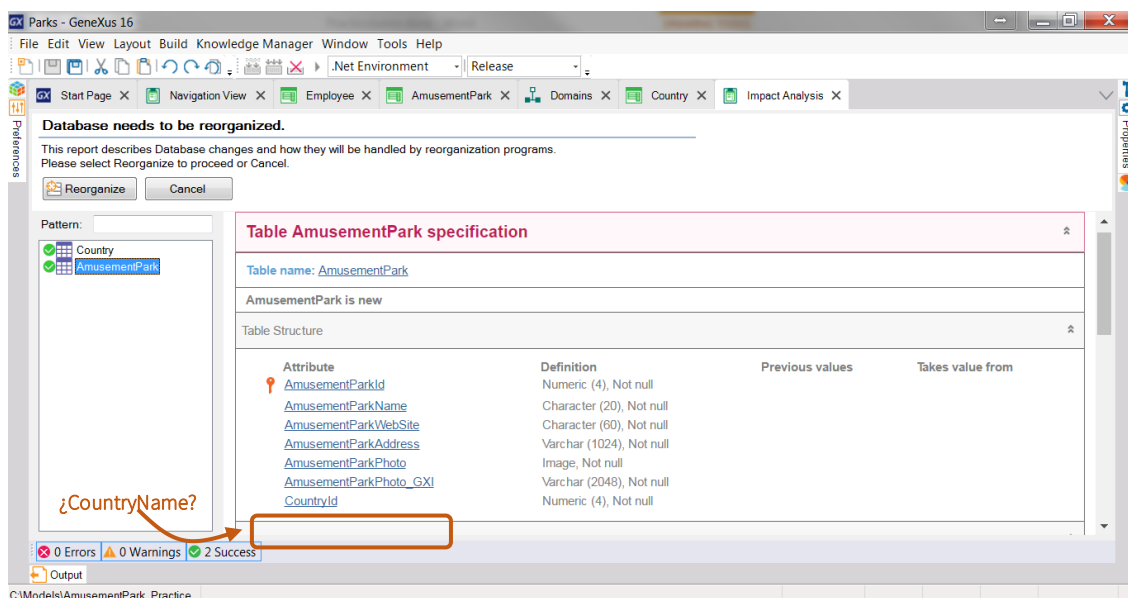 GX Parks - GeneXus 16
File Edit View Layout Build Knowledge Manager Window Tools Help
.Net Environment Release
GX Start Page X Navigation View X Employee X AmusementPark X Domains X Country X Impact Analysis X
Preferences
Properties
Database needs to be reorganized.
This report describes Database changes and how they will be handled by reorganization programs.
Please select Reorganize to proceed or Cancel.
Reorganize Cancel
Pattern:
Country
AmusementPark
Table AmusementPark specification
Table name: AmusementPark
AmusementPark is new
Table Structure
Attribute Definition Previous values Takes value from
AmusementParkId Numeric (4), Not null
AmusementParkName Character (20), Not null
AmusementParkWebSite Character (60), Not null
AmusementParkAddress Varchar (1024), Not null
AmusementParkPhoto Image, Not null
AmusementParkPhoto_GXI Varchar (2048), Not null
CountryId Numeric (4), Not null
¿CountryName?
0 Errors 0 Warnings 2 Success
Output
C:\Models\AmusementPark_Practice